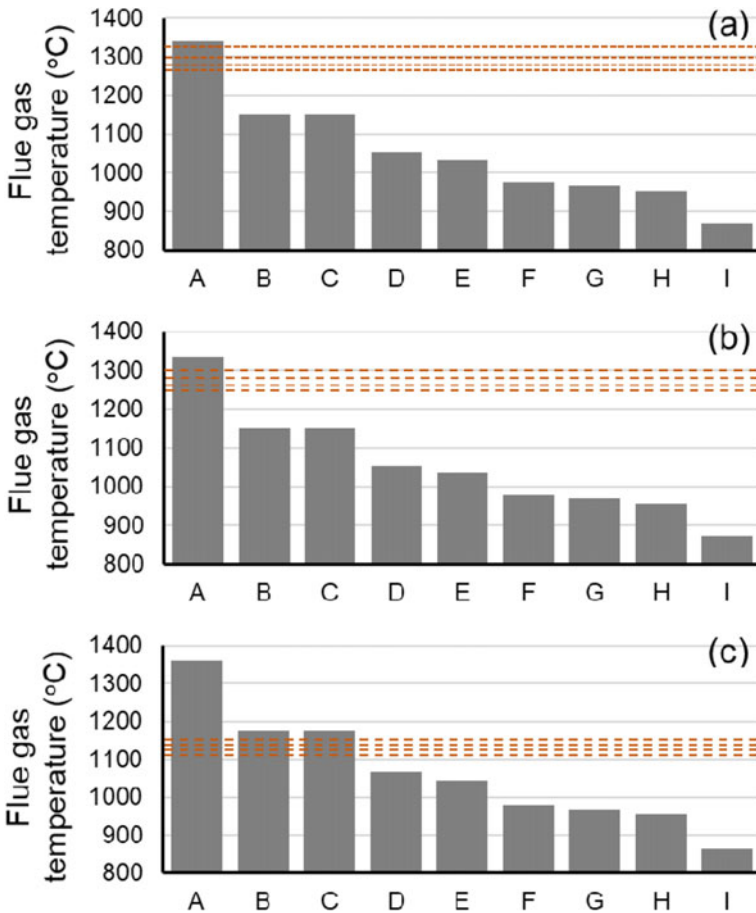 (a)
Flue gas
temperature (°C)
1400
1300
1200
1100
1000
900
800
A B C D E F G H I
(b)
Flue gas
temperature (°C)
1400
1300
1200
1100
1000
900
800
A B C D E F G H I
(c)
Flue gas
temperature (°C)
1400
1300
1200
1100
1000
900
800
A B C D E F G H I